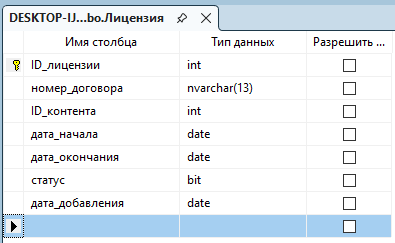 DESKTOP-IJ...bo.Лицензия
Имя столбца Тип данных Разрешить ...
ID_лицензии int
номер_договора nvarchar(13)
ID_контента int
дата_начала date
дата_окончания date
статус bit
дата_добавления date